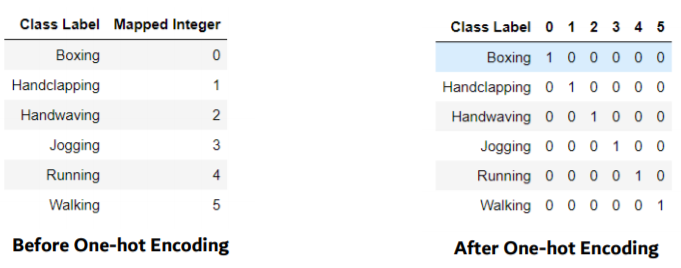 Class Label Mapped Integer
Boxing 0
Handclapping 1
Handwaving 2
Jogging 3
Running 4
Walking 5
Before One-hot Encoding
Class Label 0 1 2 3 4 5
Boxing 1 0 0 0 0 0
Handclapping 0 1 0 0 0 0
Handwaving 0 0 1 0 0 0
Jogging 0 0 0 1 0 0
Running 0 0 0 0 1 0
Walking 0 0 0 0 0 1
After One-hot Encoding